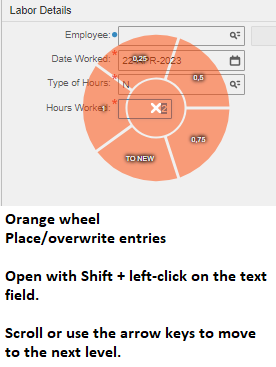 Labor Details
Employee:
0.25
Date Worked: 22-APR-2023
0,5
Type of Hours: N
Hours Worked: 2
0,75
TO NEW
Orange wheel
Place/overwrite entries
Open with Shift + left-click on the text
field.
Scroll or use the arrow keys to move
to the next level.